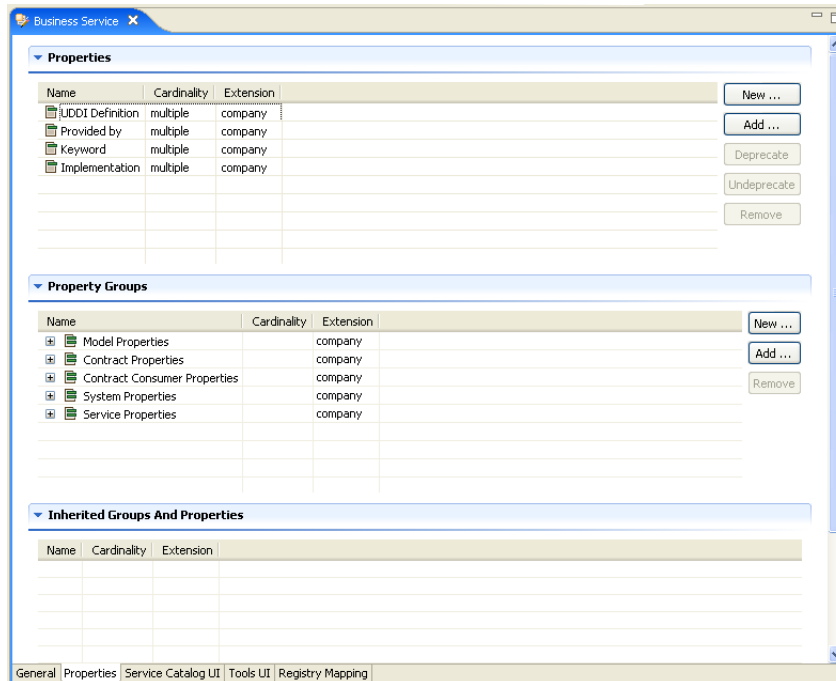 Business Service
Properties
Name Cardinality Extension
UDDI Definition multiple company
Provided by multiple company
Keyword multiple company
Implementation multiple company
New ...
Add ...
Deprecate
Undeprecate
Remove
Property Groups
Name Cardinality Extension
Model Properties company
Contract Properties company
Contract Consumer Properties company
System Properties company
Service Properties company
New ...
Add ...
Remove
Inherited Groups And Properties
Name Cardinality Extension
General Properties Service Catalog UI Tools UI Registry Mapping